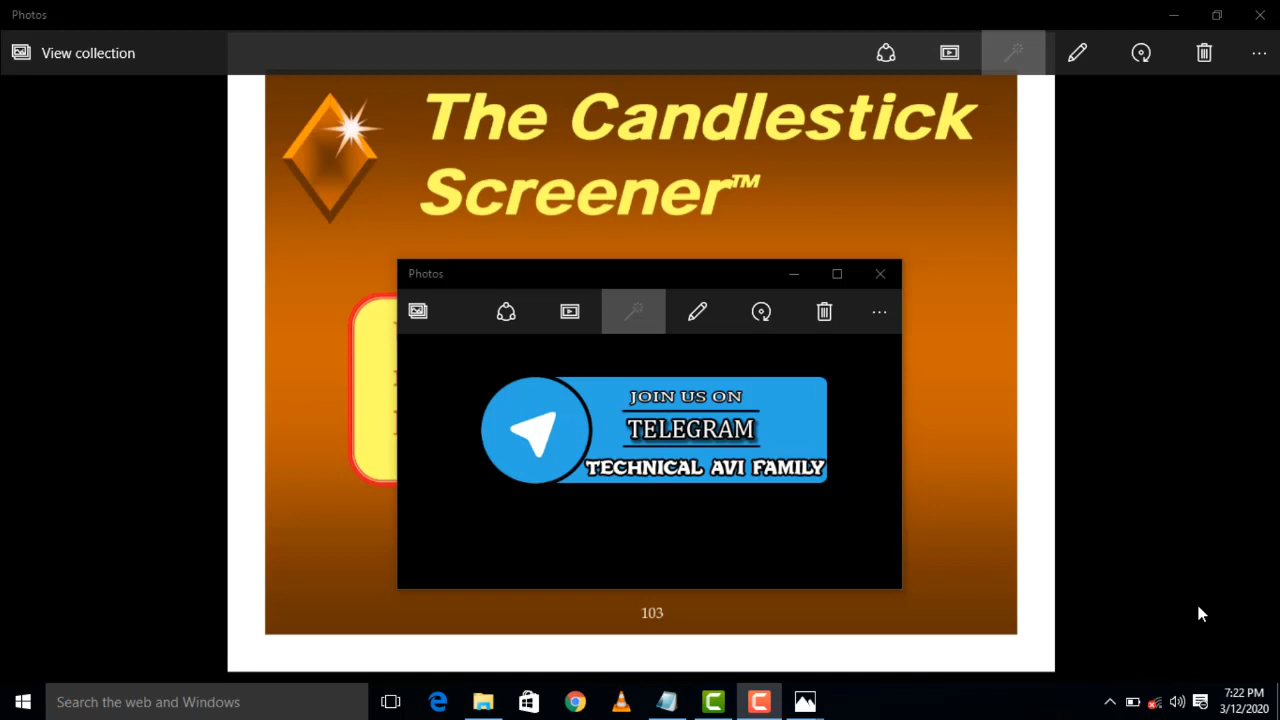 Photos
View collection
The Candlestick
Screener™
Photos
JOIN US ON
TELEGRAM
TECHNICAL AVI FAMILY
103
Search the web and Windows
7:22 PM
3/12/2020